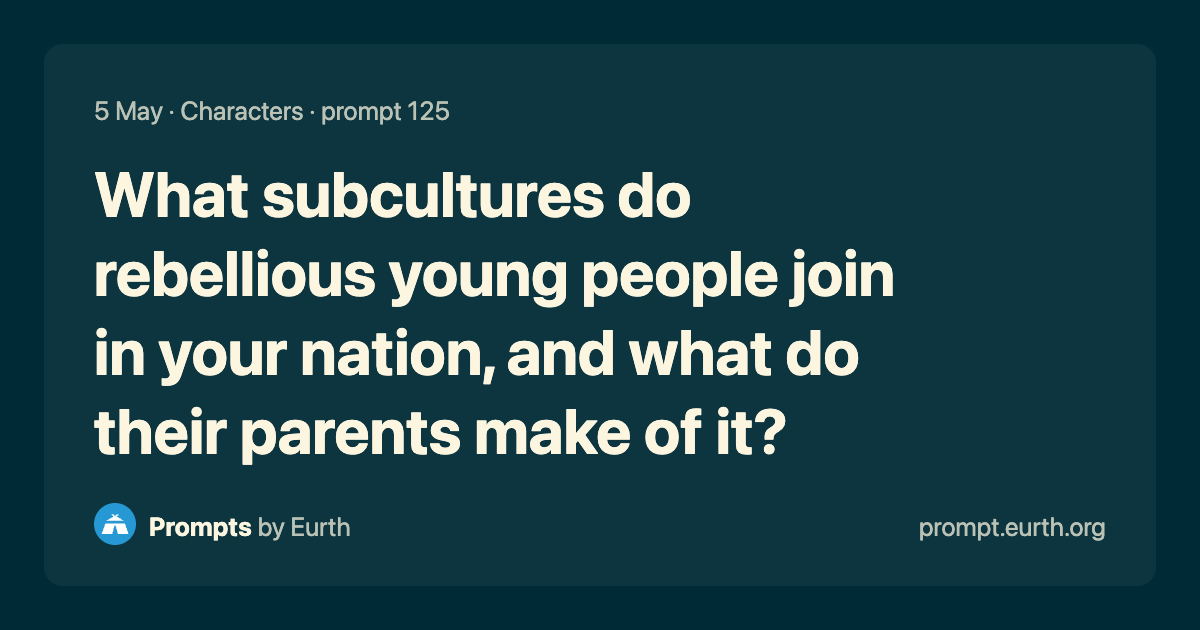 5 May · Characters · prompt 125
What subcultures do
rebellious young people join
in your nation, and what do
their parents make of it?
Prompts by Eurth
prompt.eurth.org